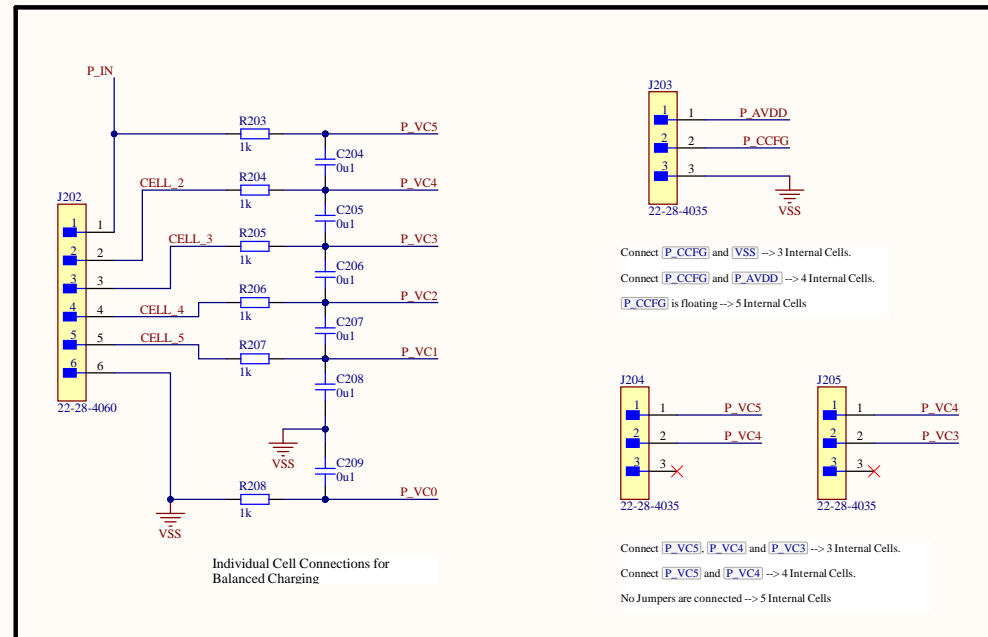 P_IN
R203
1k
P_VC5
C204
0u1
CELL_2
R204
1k
P_VC4
J202
C205
0u1
1
1
CELL_3
R205
1k
P_VC3
2
2
C206
0u1
3
3
R206
1k
P_VC2
4
4
CELL_4
C207
0u1
5
5
CELL_5
R207
1k
P_VC1
6
6
C208
0u1
22-28-4060
VSS
C209
0u1
R208
1k
P_VC0
VSS
Individual Cell Connections for
Balanced Charging
J203
1
1
P_AVDD
2
2
P_CCFG
3
3
VSS
22-28-4035
Connect P_CCFG and VSS --> 3 Internal Cells.
Connect P_CCFG and P_AVDD --> 4 Internal Cells.
P_CCFG is floating --> 5 Internal Cells
J204
1
1
P_VC5
2
2
P_VC4
3
3
22-28-4035
J205
1
1
P_VC4
2
2
P_VC3
3
3
22-28-4035
Connect P_VC5, P_VC4 and P_VC3 --> 3 Internal Cells.
Connect P_VC5 and P_VC4 --> 4 Internal Cells.
No Jumpers are connected --> 5 Internal Cells